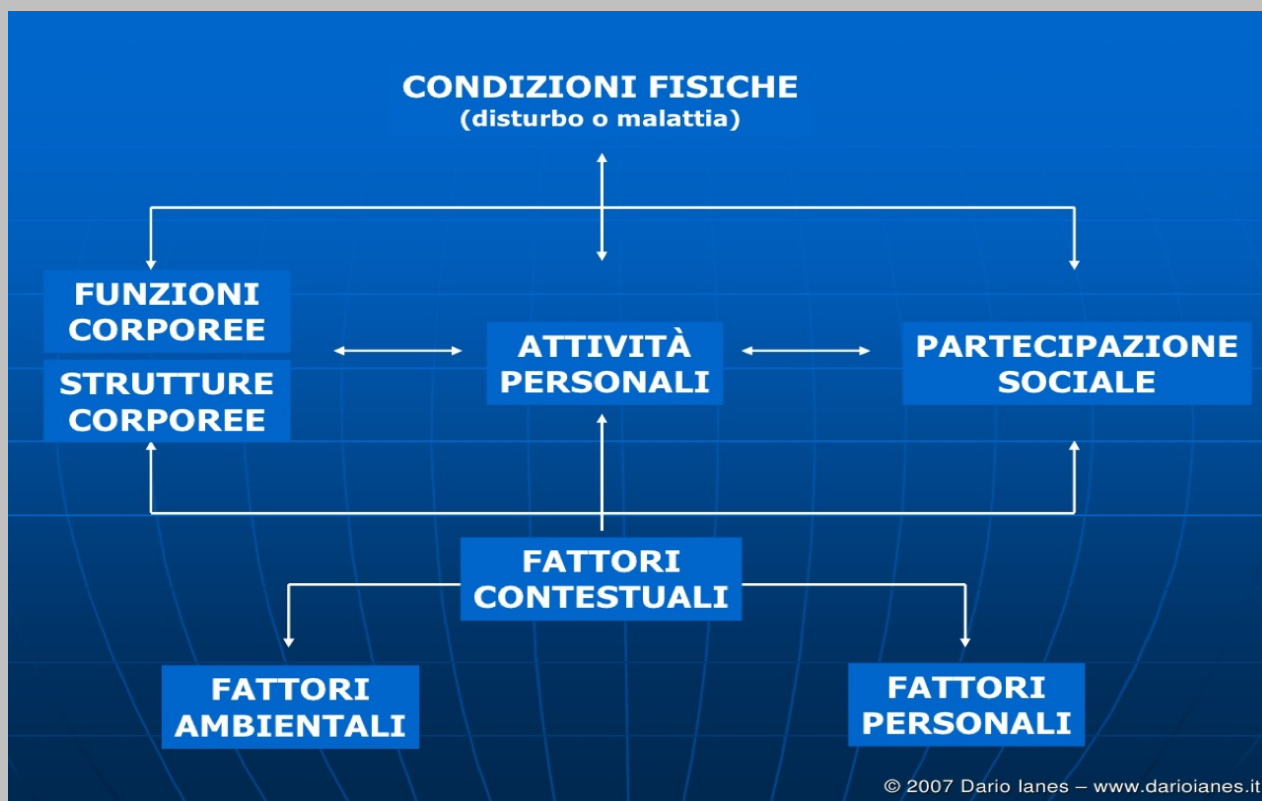 CONDIZIONI FISICHE
(disturbo o malattia)
FUNZIONI
CORPOREE
STRUTTURE
CORPOREE
ATTIVITÀ
PERSONALI
PARTECIPAZIONE
SOCIALE
FATTORI
CONTESTUALI
FATTORI
AMBIENTALI
FATTORI
PERSONALI
© 2007 Dario Ianes – www.darioianes.it